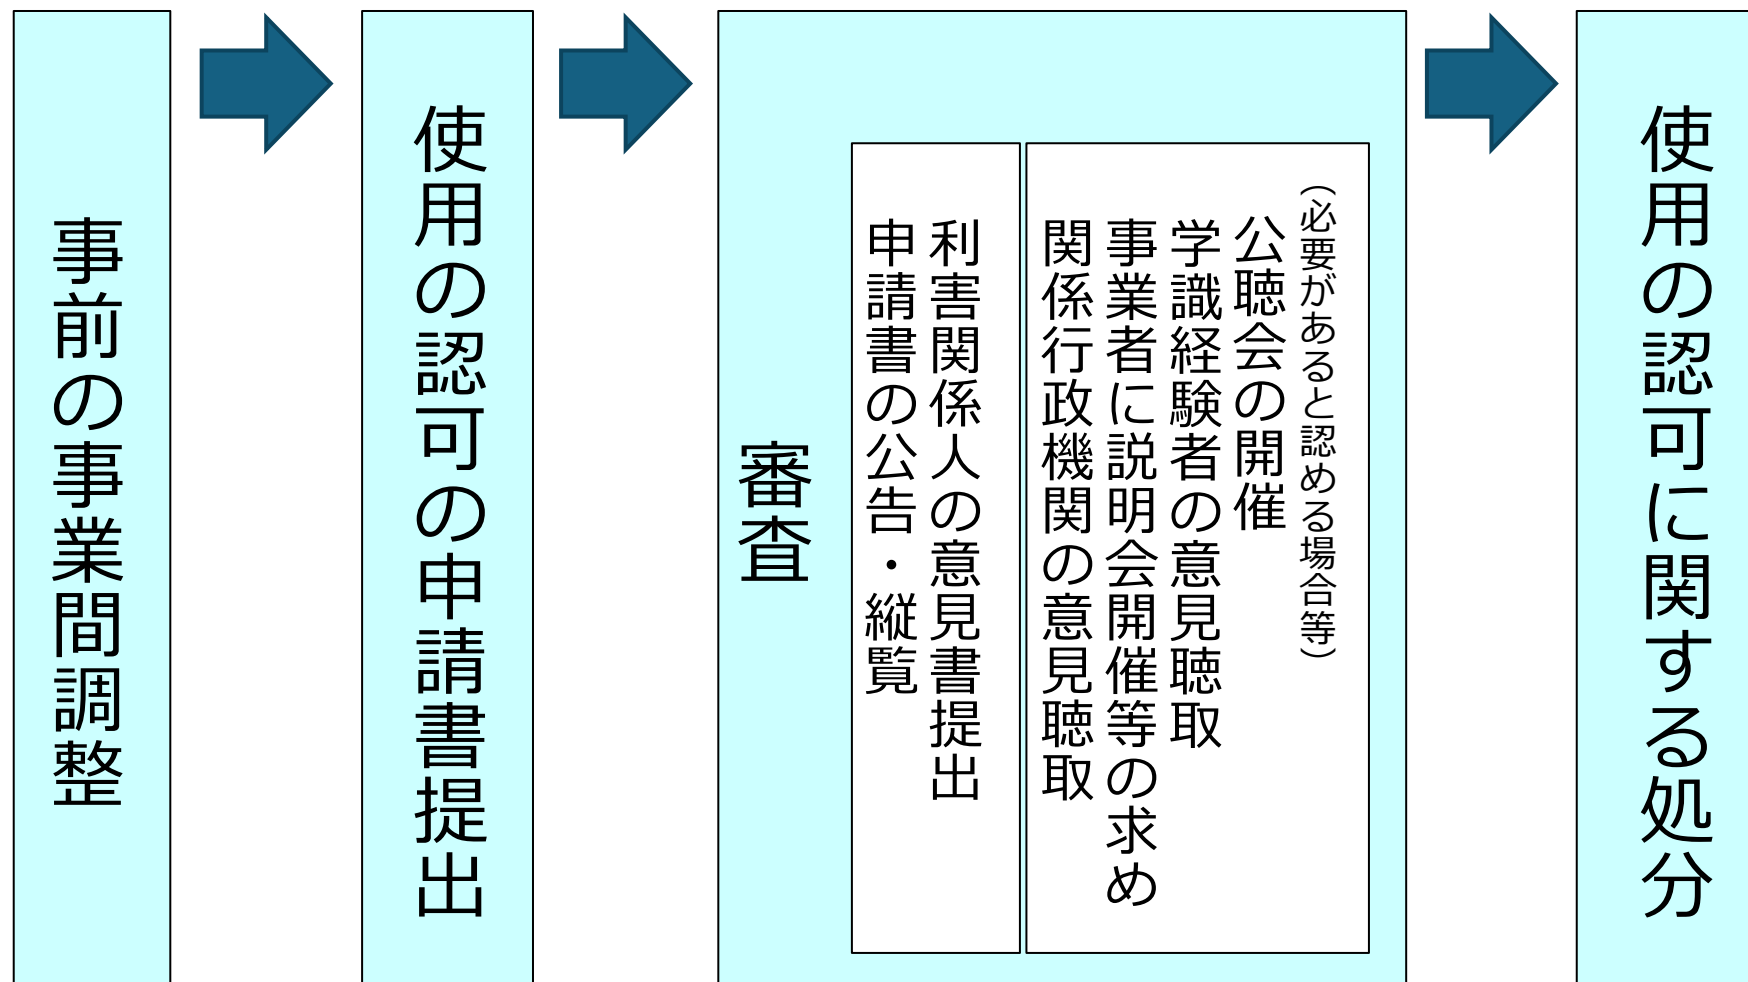 事前の事業間調整
使用の認可の申請書提出
審査
申請書の公告・縦覧
利害関係人の意見書提出
関係行政機関の意見聴取
事業者に説明会開催等の求め
学識経験者の意見聴取
公聴会の開催
（必要があると認める場合等）
使用の認可に関する処分